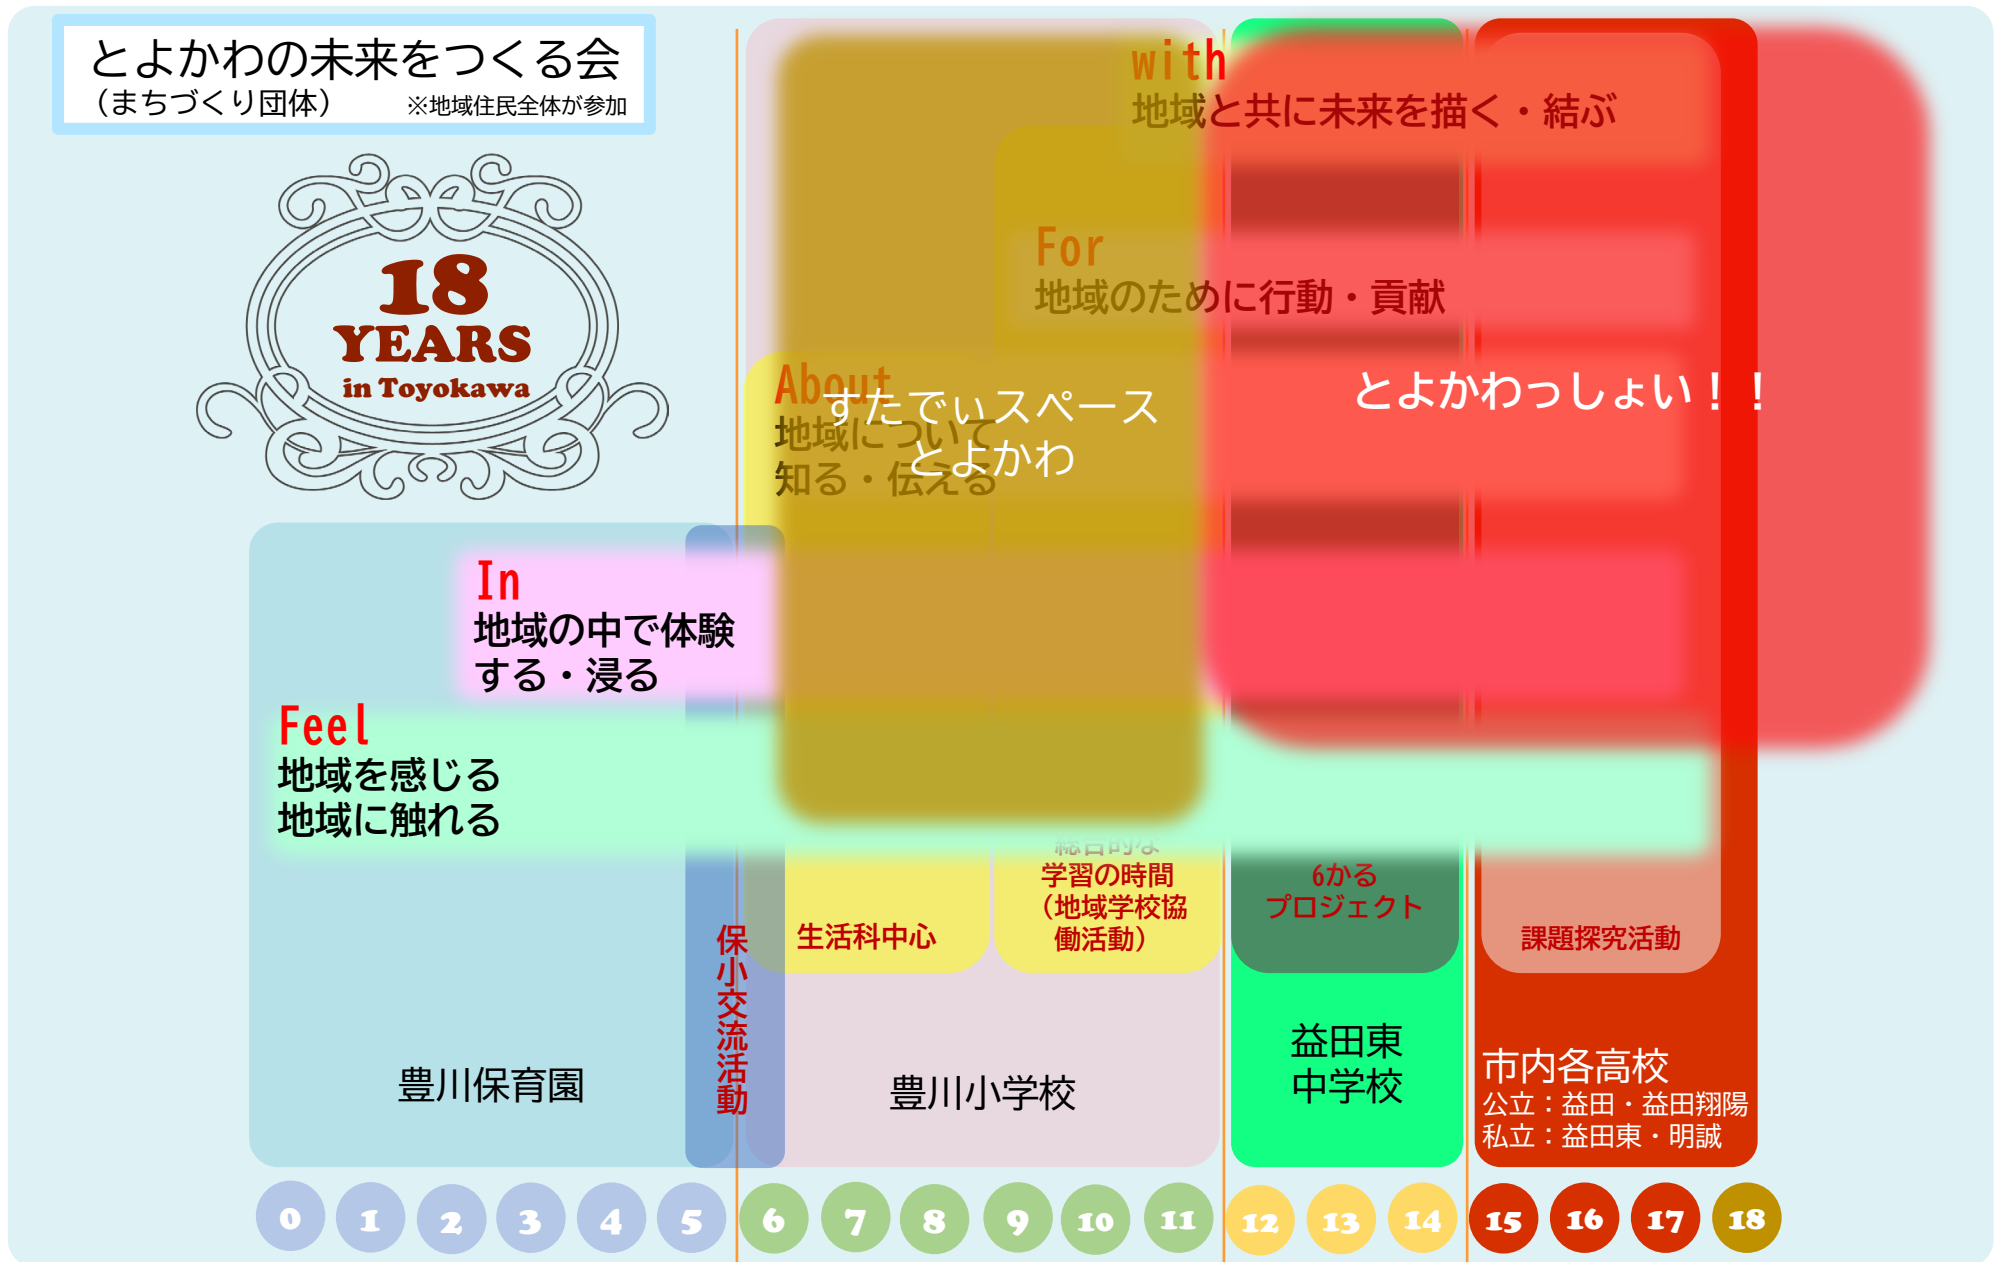 とよかわの未来をつくる会
（まちづくり団体）　※地域住民全体が参加
18
YEARS
in Toyokawa
with
地域と共に未来を描く・結ぶ
For
地域のために行動・貢献
About
地域について
知る・伝える
すたでぃスペース
とよかわ
とよかわっしょい！！
In
地域の中で体験
する・浸る
Feel
地域を感じる
地域に触れる
保小交流活動
生活科中心
総合的な
学習の時間
（地域学校協
働活動）
6かる
プロジェクト
課題探究活動
豊川保育園
豊川小学校
益田東
中学校
市内各高校
公立：益田・益田翔陽
私立：益田東・明誠
0 1 2 3 4 5 6 7 8 9 10 11 12 13 14 15 16 17 18